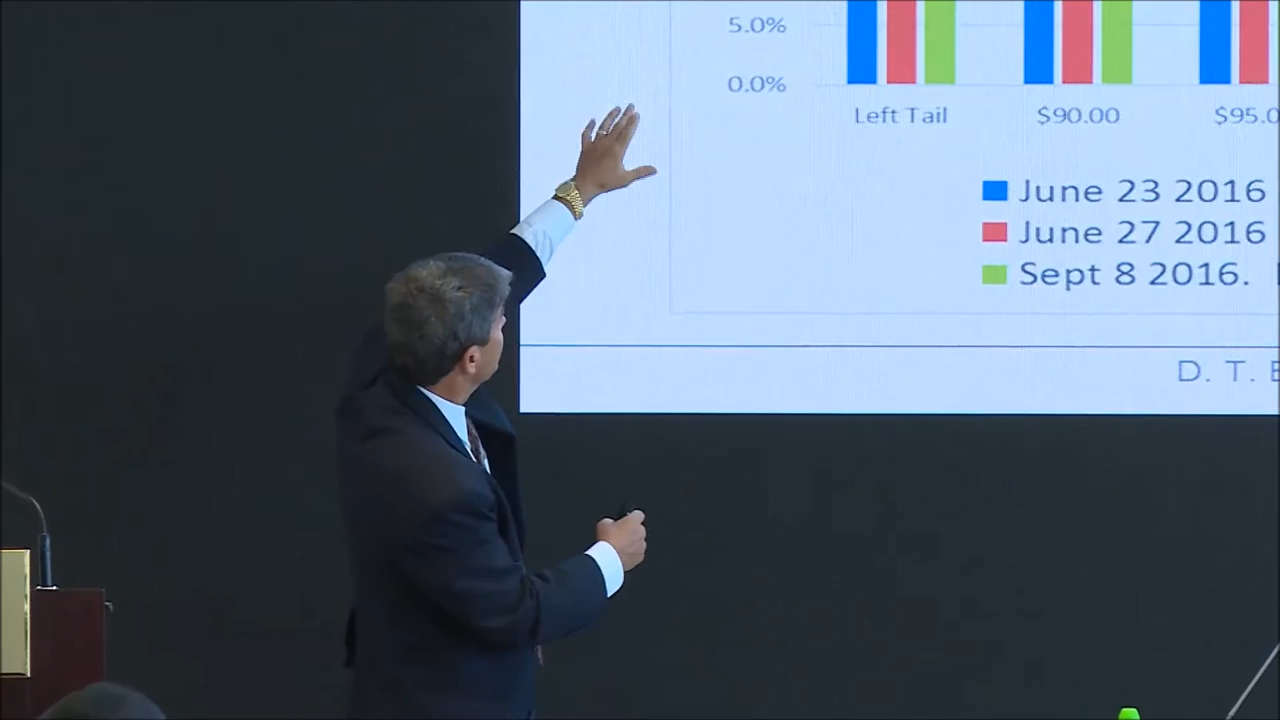 5.0%
0.0%
Left Tail $90.00 $95.0
June 23 2016
June 27 2016
Sept 8 2016.
D. T.